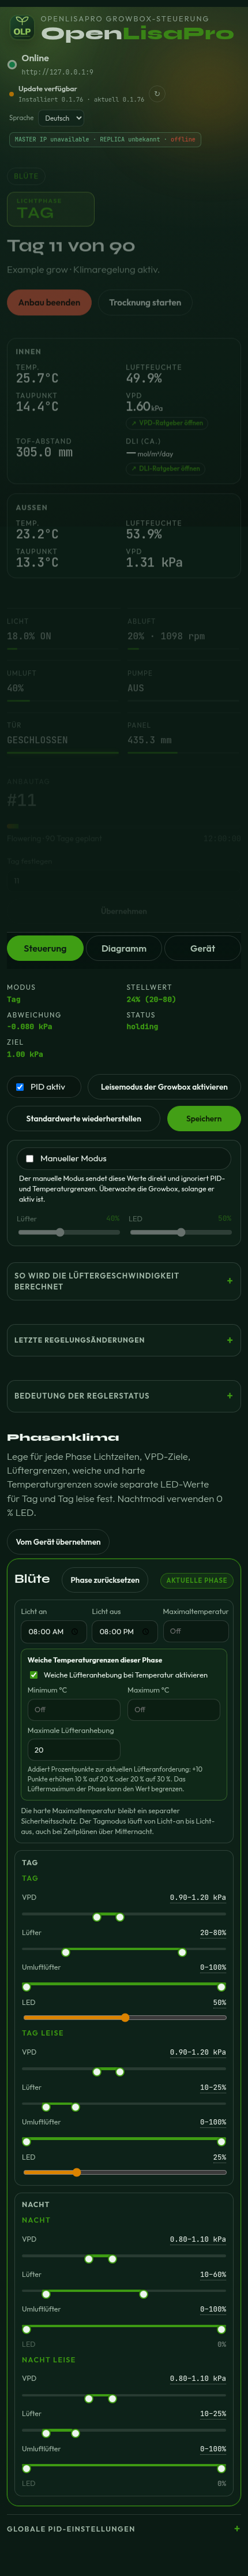 OLP
OPENLISAPRO GROWBOX-STEUERUNG
OpenLisaPro
Online
http://127.0.0.1:9
Update verfügbar
Installiert 0.1.76 · aktuell 0.1.76
↻
Sprache Deutsch
MASTER IP unavailable · REPLICA unbekannt · offline
BLÜTE
LICHTPHASE
TAG
Tag 11 von 90
Example grow · Klimaregelung aktiv.
Anbau beenden Trocknung starten
INNEN
TEMP. LUFTFEUCHTE
25.7°C 49.9%
TAUPUNKT VPD
14.4°C 1.60 kPa
↗ VPD-Ratgeber öffnen
TOF-ABSTAND DLI (CA.)
305.0 mm — mol/m²/day
↗ DLI-Ratgeber öffnen
AUSSEN
TEMP. LUFTFEUCHTE
23.2°C 53.9%
TAUPUNKT VPD
13.3°C 1.31 kPa
LICHT ABLUFT
18.0% ON 20% · 1098 rpm
UMLUFT PUMPE
40% AUS
TÜR PANEL
GESCHLOSSEN 435.3 mm
ANBAUTAG
#11
Flowering · 90 Tage geplant
Tag festlegen
11
Übernehmen
Steuerung Diagramm Gerät
MODUS STELLWERT
Tag 24% (20–80)
ABWEICHUNG STATUS
-0.080 kPa holding
ZIEL
1.00 kPa
PID aktiv Leisemodus der Growbox aktivieren
Standardwerte wiederherstellen Speichern
Manueller Modus
Der manuelle Modus sendet diese Werte direkt und ignoriert PID-
und Temperaturgrenzen. Überwache die Growbox, solange er
aktiv ist.
Lüfter 40% LED 50%
SO WIRD DIE LÜFTERGESCHWINDIGKEIT
BERECHNET +
LETZTE REGELUNGSÄNDERUNGEN +
BEDEUTUNG DER REGLERSTATUS +
Phasenklima
Lege für jede Phase Lichtzeiten, VPD-Ziele,
Lüftergrenzen, weiche und harte
Temperaturgrenzen sowie separate LED-Werte
für Tag und Tag leise fest. Nachtmodi verwenden 0
% LED.
Vom Gerät übernehmen
Blüte Phase zurücksetzen AKTUELLE PHASE
Licht an Licht aus Maximaltemperatur
08:00 AM 08:00 PM Off
Weiche Temperaturgrenzen dieser Phase
Weiche Lüfteranhebung bei Temperatur aktivieren
Minimum °C Maximum °C
Off Off
Maximale Lüfteranhebung
20
Addiert Prozentpunkte zur aktuellen Lüfteranforderung: +10
Punkte erhöhen 10 % auf 20 % oder 20 % auf 30 %. Das
Lüftermaximum der Phase kann den Wert begrenzen.
Die harte Maximaltemperatur bleibt ein separater
Sicherheitsschutz. Der Tagmodus läuft von Licht-an bis Licht-
aus, auch bei Zeitplänen über Mitternacht.
TAG
TAG
VPD 0.90–1.20 kPa
Lüfter 20–80%
Umluftlüfter 0–100%
LED 50%
TAG LEISE
VPD 0.90–1.20 kPa
Lüfter 10–25%
Umluftlüfter 0–100%
LED 25%
NACHT
NACHT
VPD 0.80–1.10 kPa
Lüfter 10–60%
Umluftlüfter 0–100%
LED 0%
NACHT LEISE
VPD 0.80–1.10 kPa
Lüfter 10–25%
Umluftlüfter 0–100%
LED 0%
GLOBALE PID-EINSTELLUNGEN +